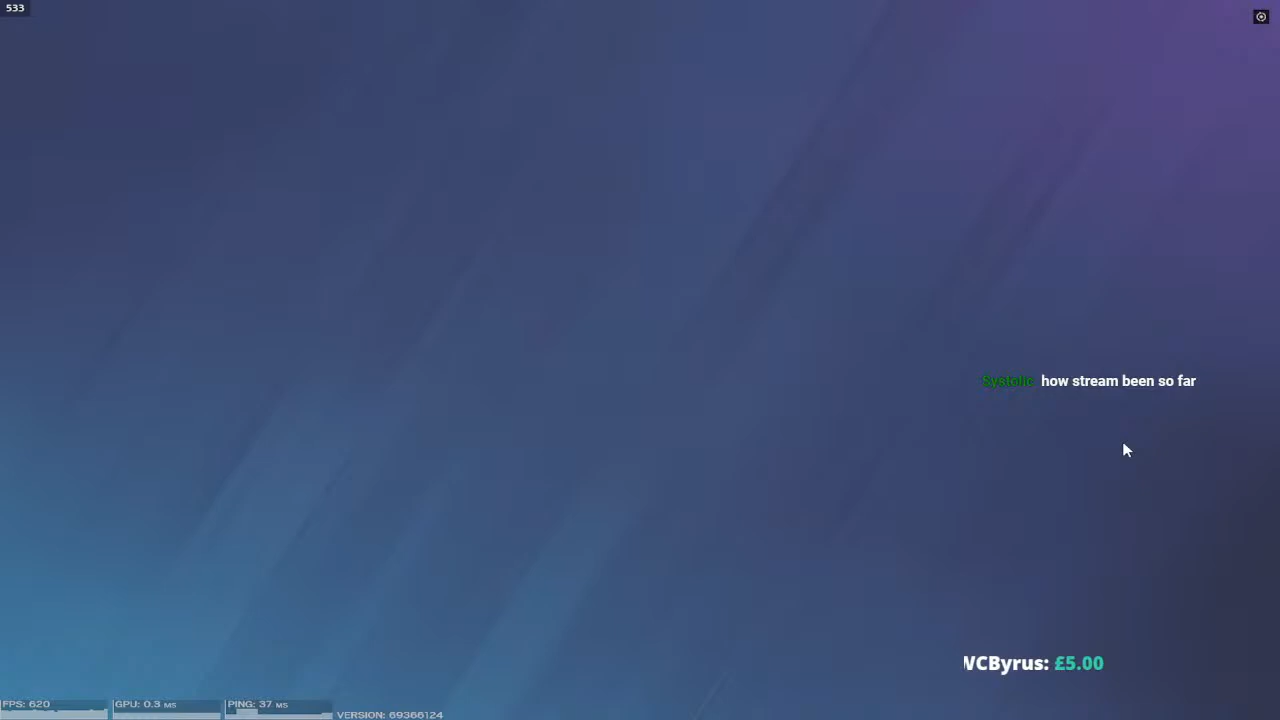 533
Systolic how stream been so far
VCByrus: £5.00
FPS: 620 GPU: 0.3 MS PING: 37 MS VERSION: 69366124